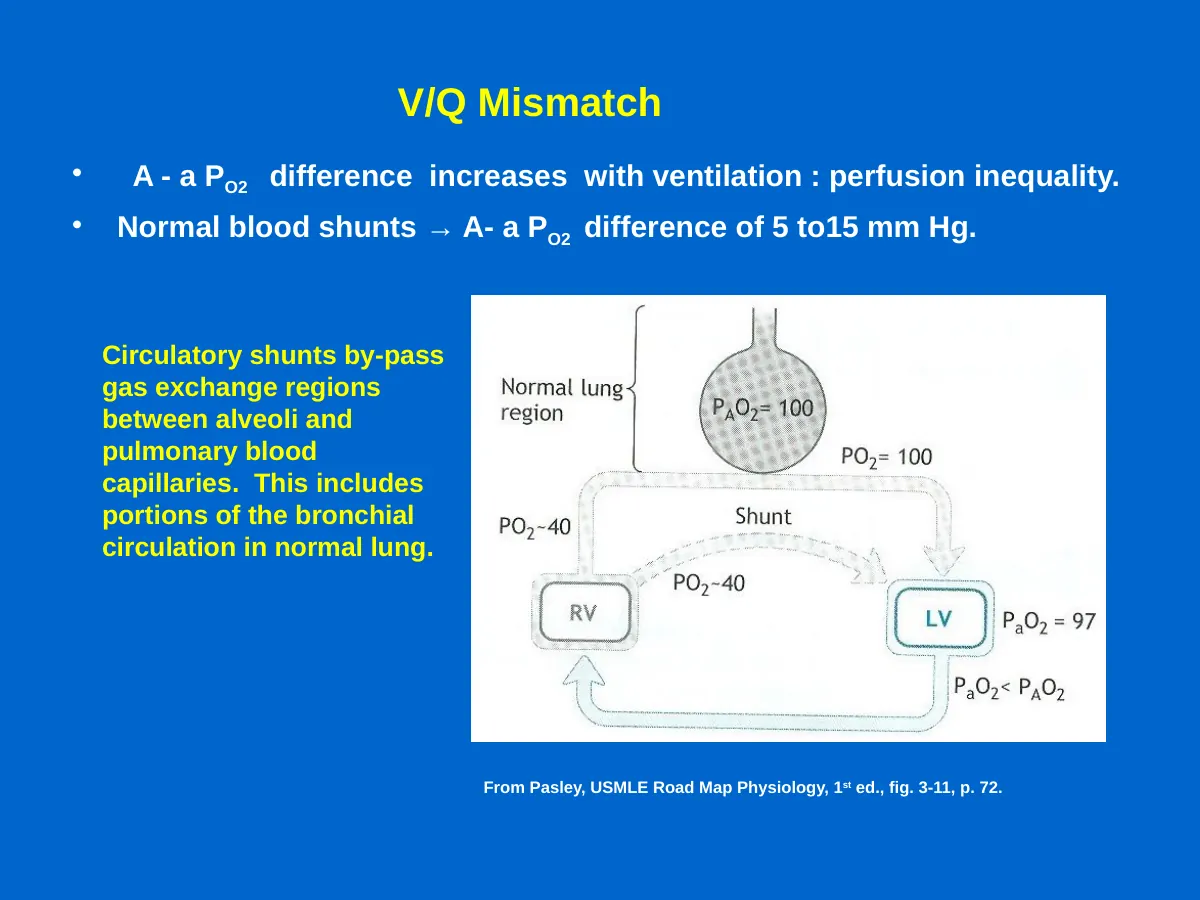 V/Q Mismatch
• A - a PO2 difference increases with ventilation : perfusion inequality.
• Normal blood shunts → A- a PO2 difference of 5 to15 mm Hg.
Circulatory shunts by-pass
gas exchange regions
between alveoli and
pulmonary blood
capillaries. This includes
portions of the bronchial
circulation in normal lung.
Normal lung
region
PAO2= 100
PO2= 100
PO2~40
Shunt
PO2~40
RV
LV
PaO2 = 97
PaO2< PAO2
From Pasley, USMLE Road Map Physiology, 1st ed., fig. 3-11, p. 72.